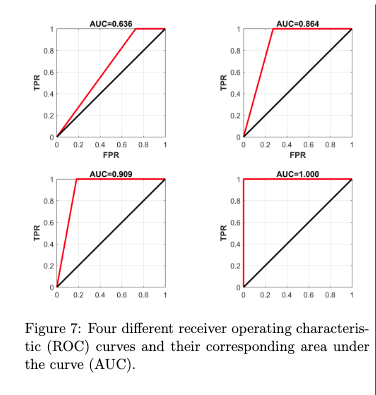 AUC=0.636
1
0.8
0.6
0.4
0.2
0
TPR
0 0.2 0.4 0.6 0.8 1
FPR
AUC=0.864
1
0.8
0.6
0.4
0.2
0
TPR
0 0.2 0.4 0.6 0.8 1
FPR
AUC=0.909
1
0.8
0.6
0.4
0.2
0
TPR
0 0.2 0.4 0.6 0.8 1
AUC=1.000
1
0.8
0.6
0.4
0.2
0
TPR
0 0.2 0.4 0.6 0.8 1
Figure 7: Four different receiver operating characteris-
tic (ROC) curves and their corresponding area under
the curve (AUC).